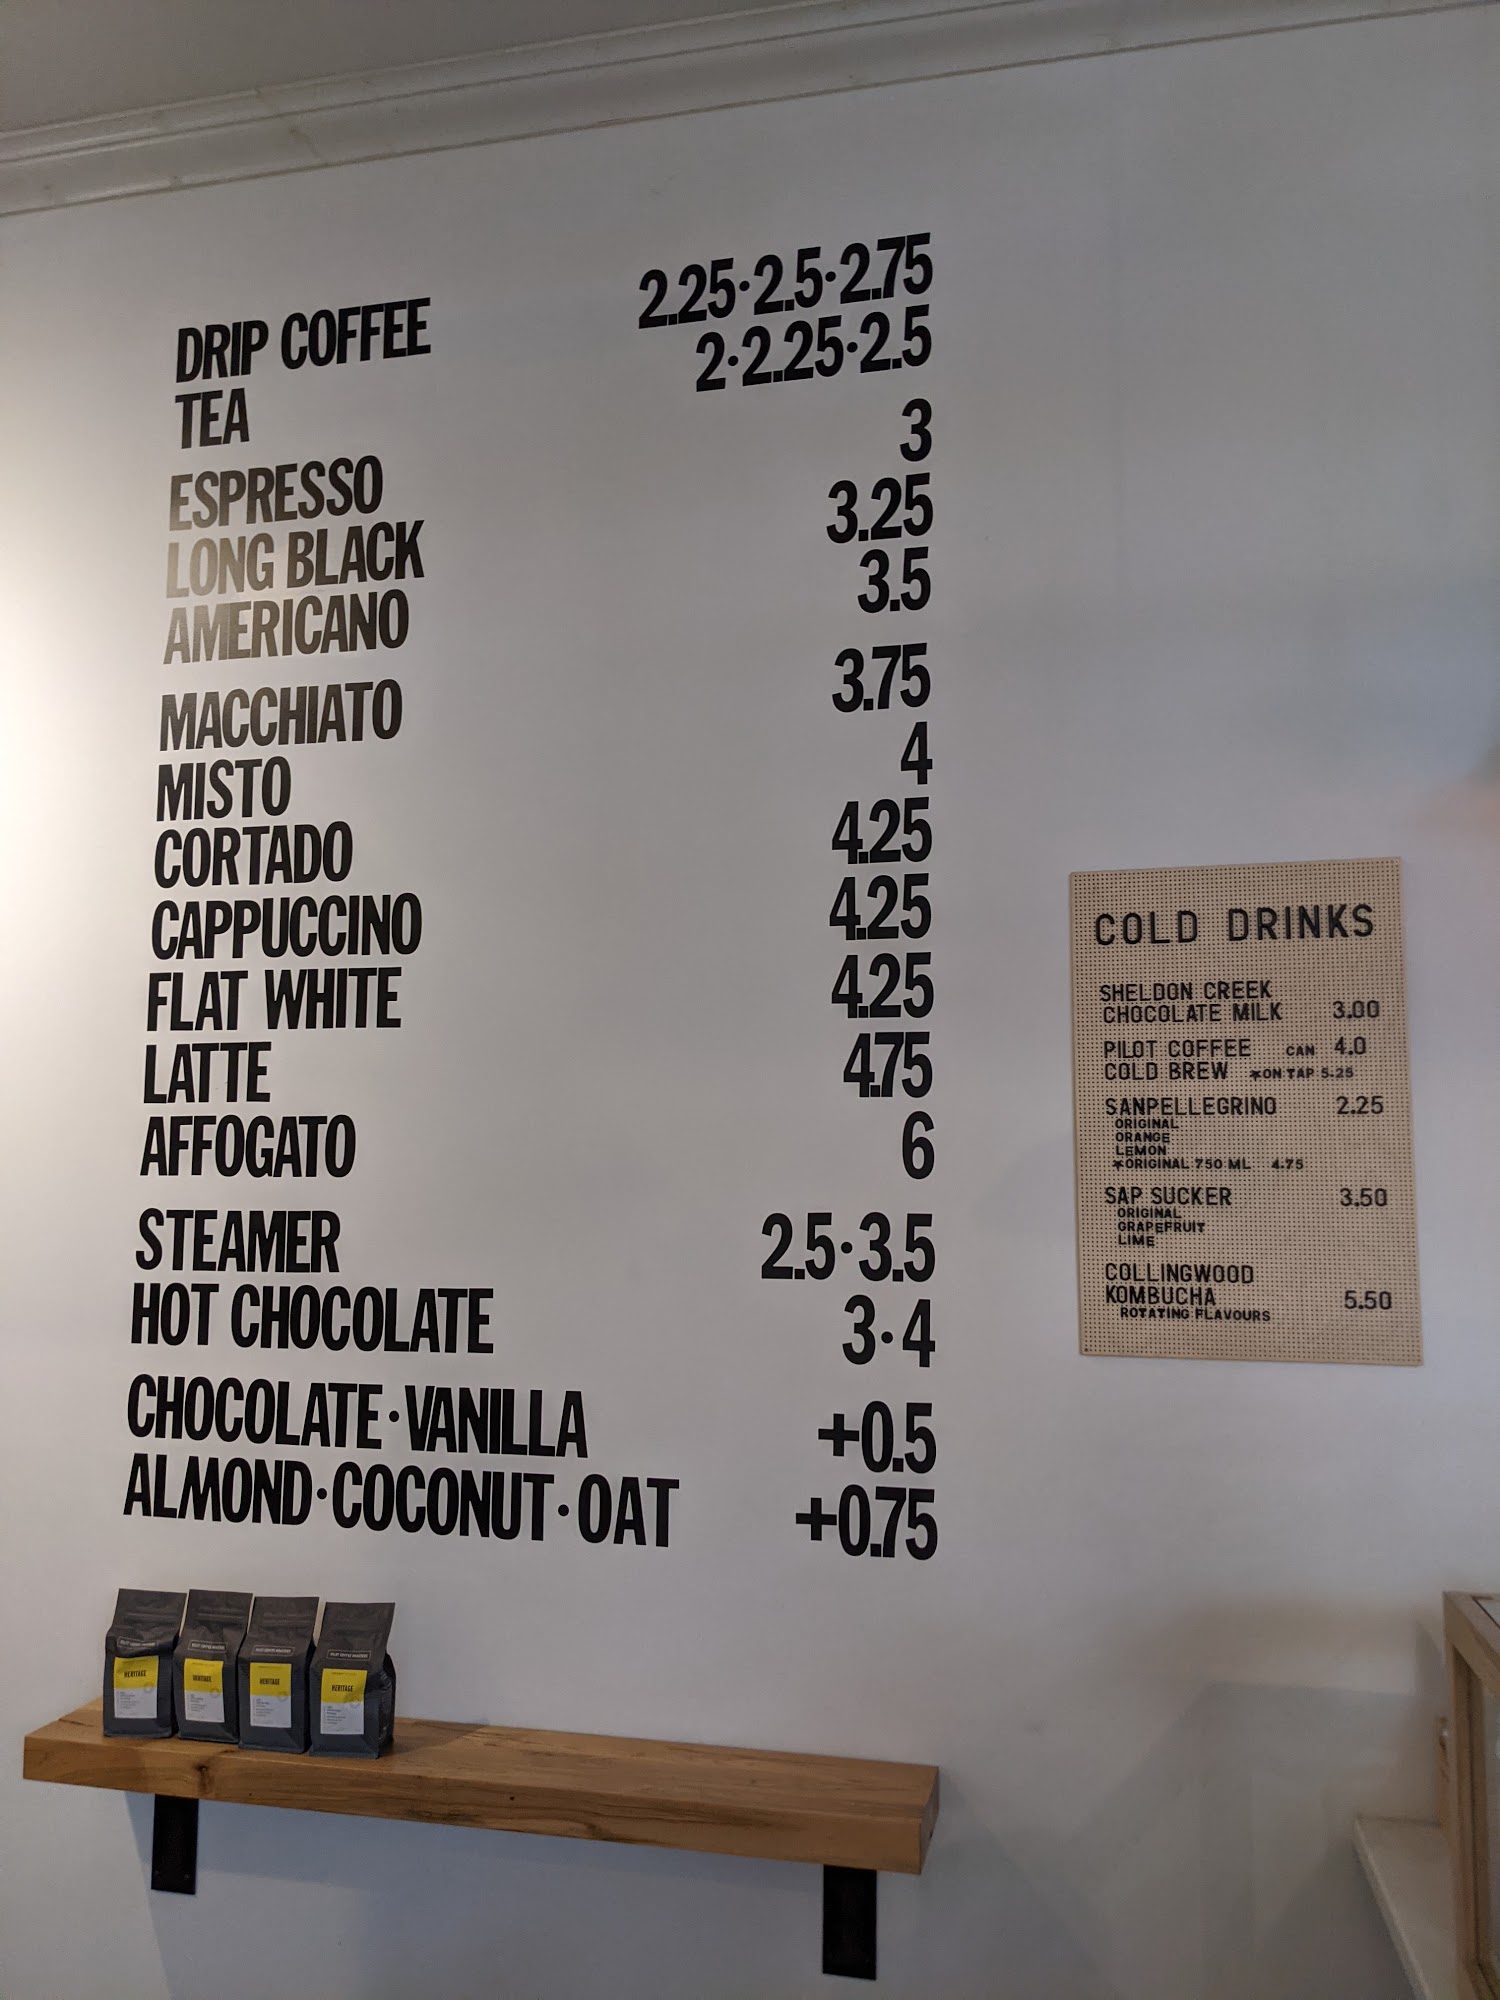 DRIP COFFEE 2.25·2.5·2.75
TEA 2·2.25·2.5
ESPRESSO 3
LONG BLACK 3.25
AMERICANO 3.5
MACCHIATO 3.75
MISTO 4
CORTADO 4.25
CAPPUCCINO 4.25
FLAT WHITE 4.25
LATTE 4.75
AFFOGATO 6
STEAMER 2.5·3.5
HOT CHOCOLATE 3·4
CHOCOLATE·VANILLA +0.5
ALMOND·COCONUT·OAT +0.75
COLD DRINKS
SHELDON CREEK
CHOCOLATE MILK 3.00
PILOT COFFEE CAN 4.0
COLD BREW *ON TAP 5.25
SANPELLEGRINO 2.25
ORIGINAL
ORANGE
LEMON
*ORIGINAL 750 ML 4.75
SAP SUCKER 3.50
ORIGINAL
GRAPEFRUIT
LIME
COLLINGWOOD
KOMBUCHA 5.50
ROTATING FLAVOURS
HERITAGE
HERITAGE
HERITAGE
HERITAGE